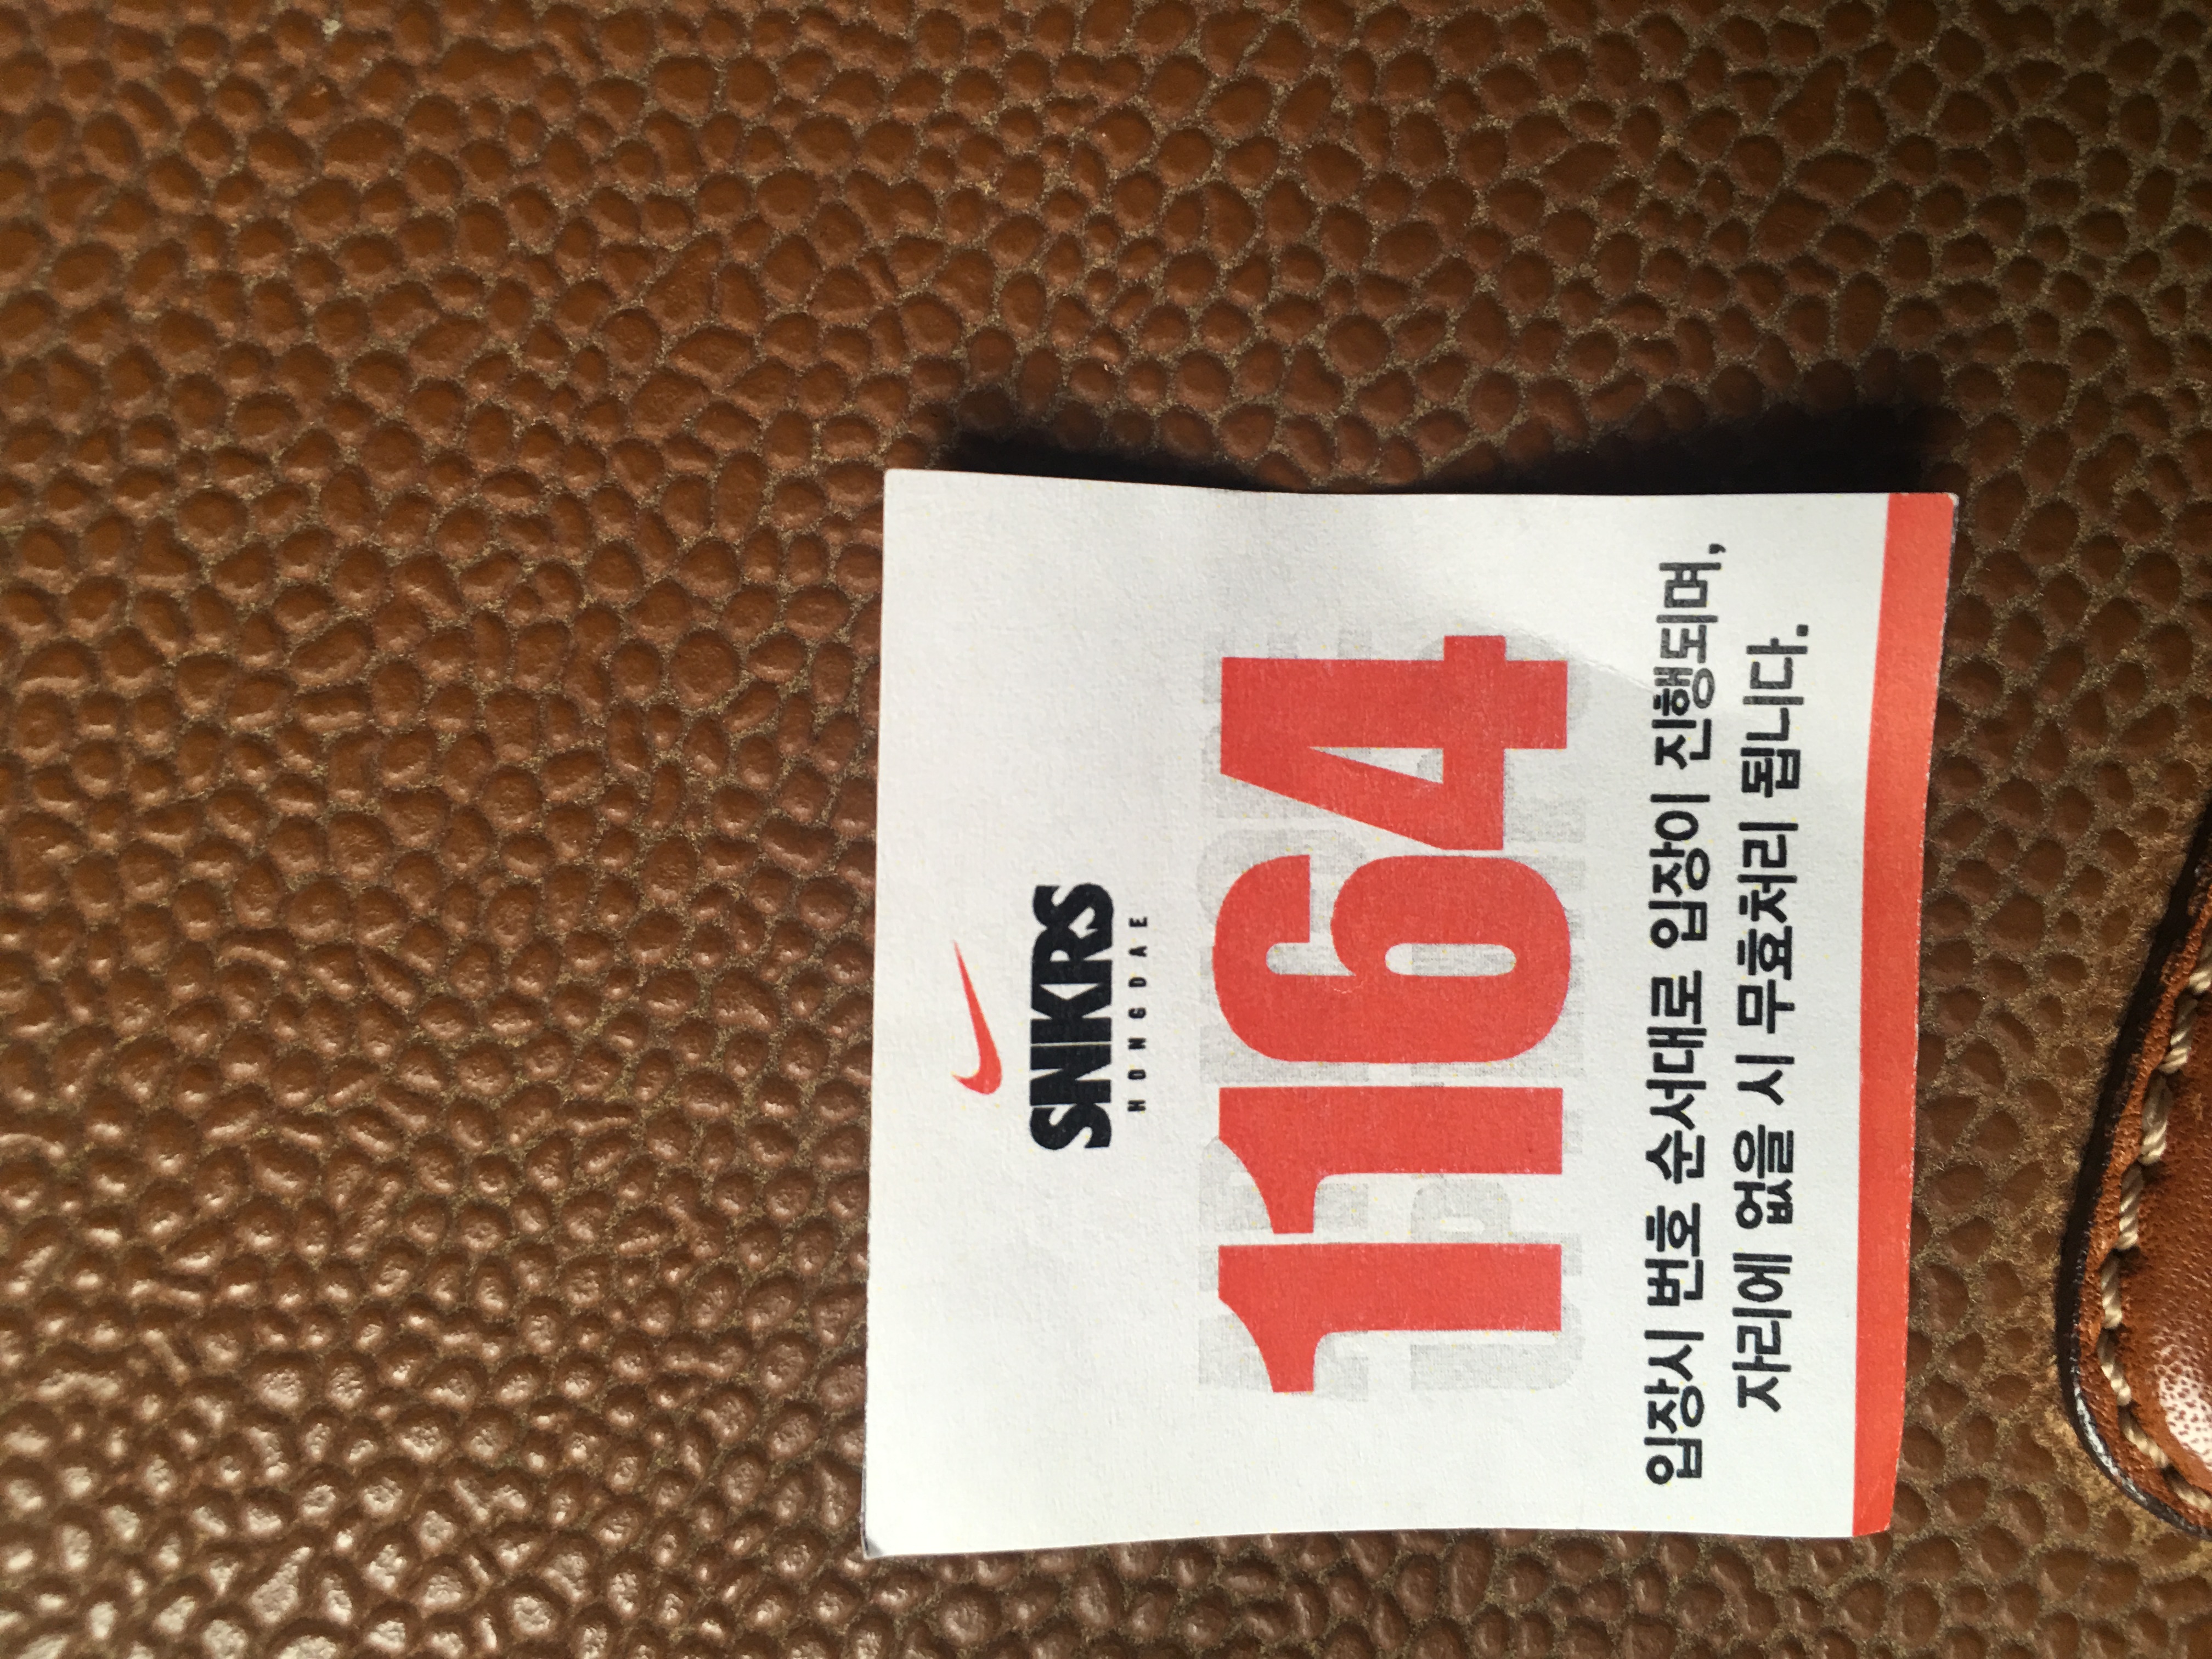 SNKRS
HONGDAE
1164
입장시 번호 순서대로 입장이 진행되며,
자리에 없을 시 무효처리 됩니다.